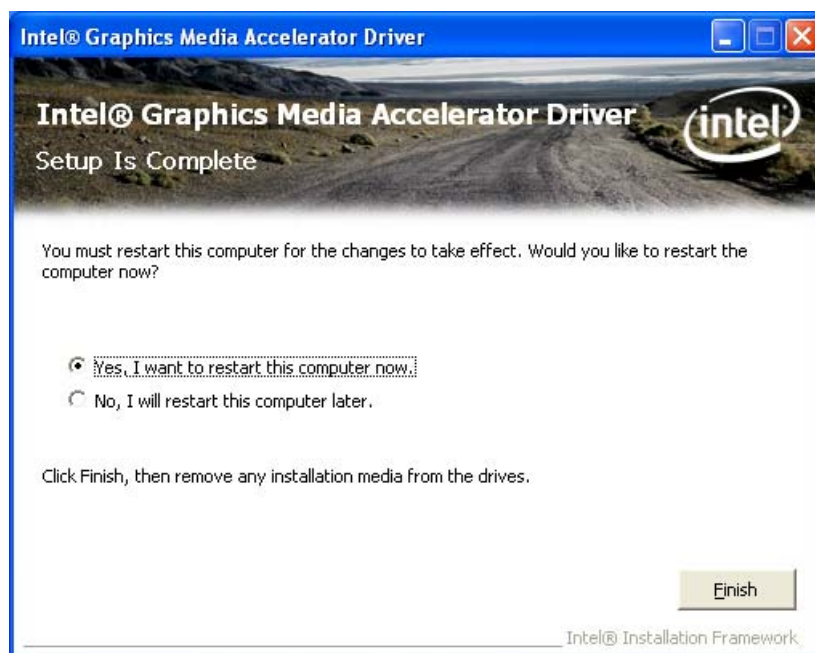 Intel® Graphics Media Accelerator Driver
Intel® Graphics Media Accelerator Driver
intel
Setup Is Complete
You must restart this computer for the changes to take effect. Would you like to restart the
computer now?
Yes, I want to restart this computer now.
No, I will restart this computer later.
Click Finish, then remove any installation media from the drives.
Finish
Intel® Installation Framework